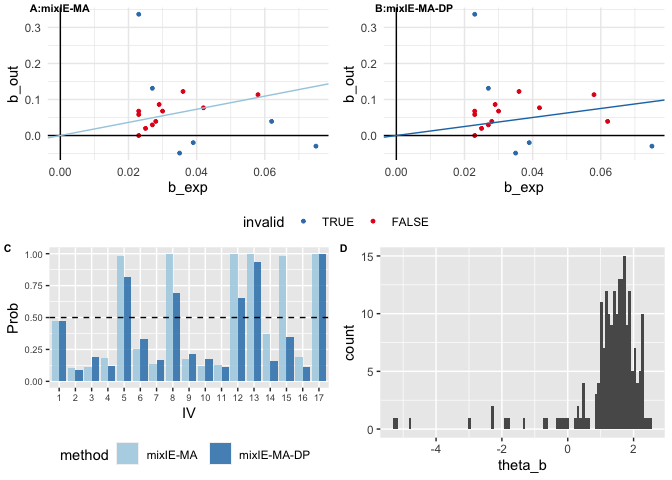 A:mixIE-MA
B:mixIE-MA-DP
0.3
0.2
0.1
0.0
b_out
0.00
0.02
0.04
0.06
b_exp
0.3
0.2
0.1
0.0
b_out
0.00
0.02
0.04
0.06
b_exp
invalid TRUE FALSE
C
1.00
0.75
0.50
0.25
0.00
Prob
1 2 3 4 5 6 7 8 9 10 11 12 13 14 15 16 17
IV
method mixIE-MA mixIE-MA-DP
D
15
10
5
0
count
-4
-2
0
2
theta_b